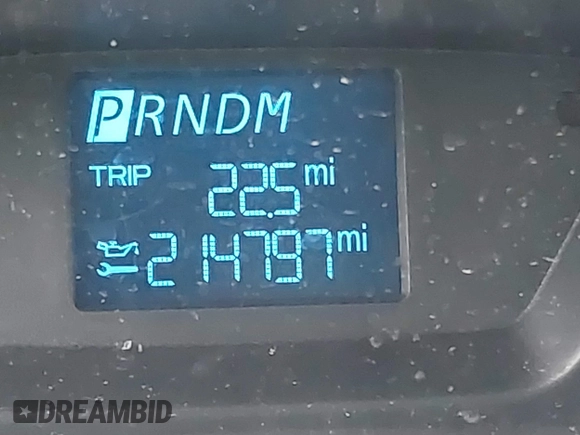 PRNDM
TRIP 22.5 mi
214797 mi
DREAMBID